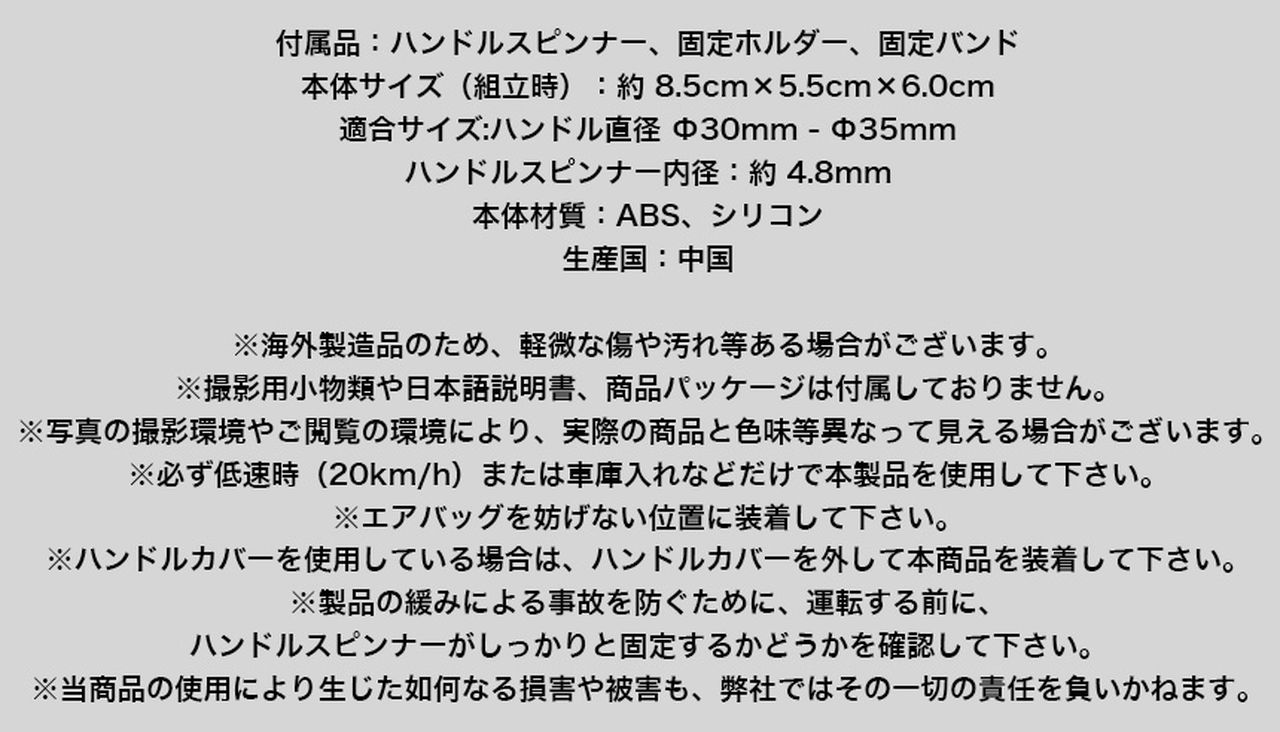 付属品：ハンドルスピンナー、固定ホルダー、固定バンド
本体サイズ（組立時）：約 8.5cm×5.5cm×6.0cm
適合サイズ:ハンドル直径 Φ30mm - Φ35mm
ハンドルスピンナー内径：約 4.8mm
本体材質：ABS、シリコン
生産国：中国
※海外製造品のため、軽微な傷や汚れ等ある場合がございます。
※撮影用小物類や日本語説明書、商品パッケージは付属しておりません。
※写真の撮影環境やご閲覧の環境により、実際の商品と色味等異なって見える場合がございます。
※必ず低速時（20km/h）または車庫入れなどだけで本製品を使用して下さい。
※エアバッグを妨げない位置に装着して下さい。
※ハンドルカバーを使用している場合は、ハンドルカバーを外して本商品を装着して下さい。
※製品の緩みによる事故を防ぐために、運転する前に、
ハンドルスピンナーがしっかりと固定するかどうかを確認して下さい。
※当商品の使用により生じた如何なる損害や被害も、弊社ではその一切の責任を負いかねます。